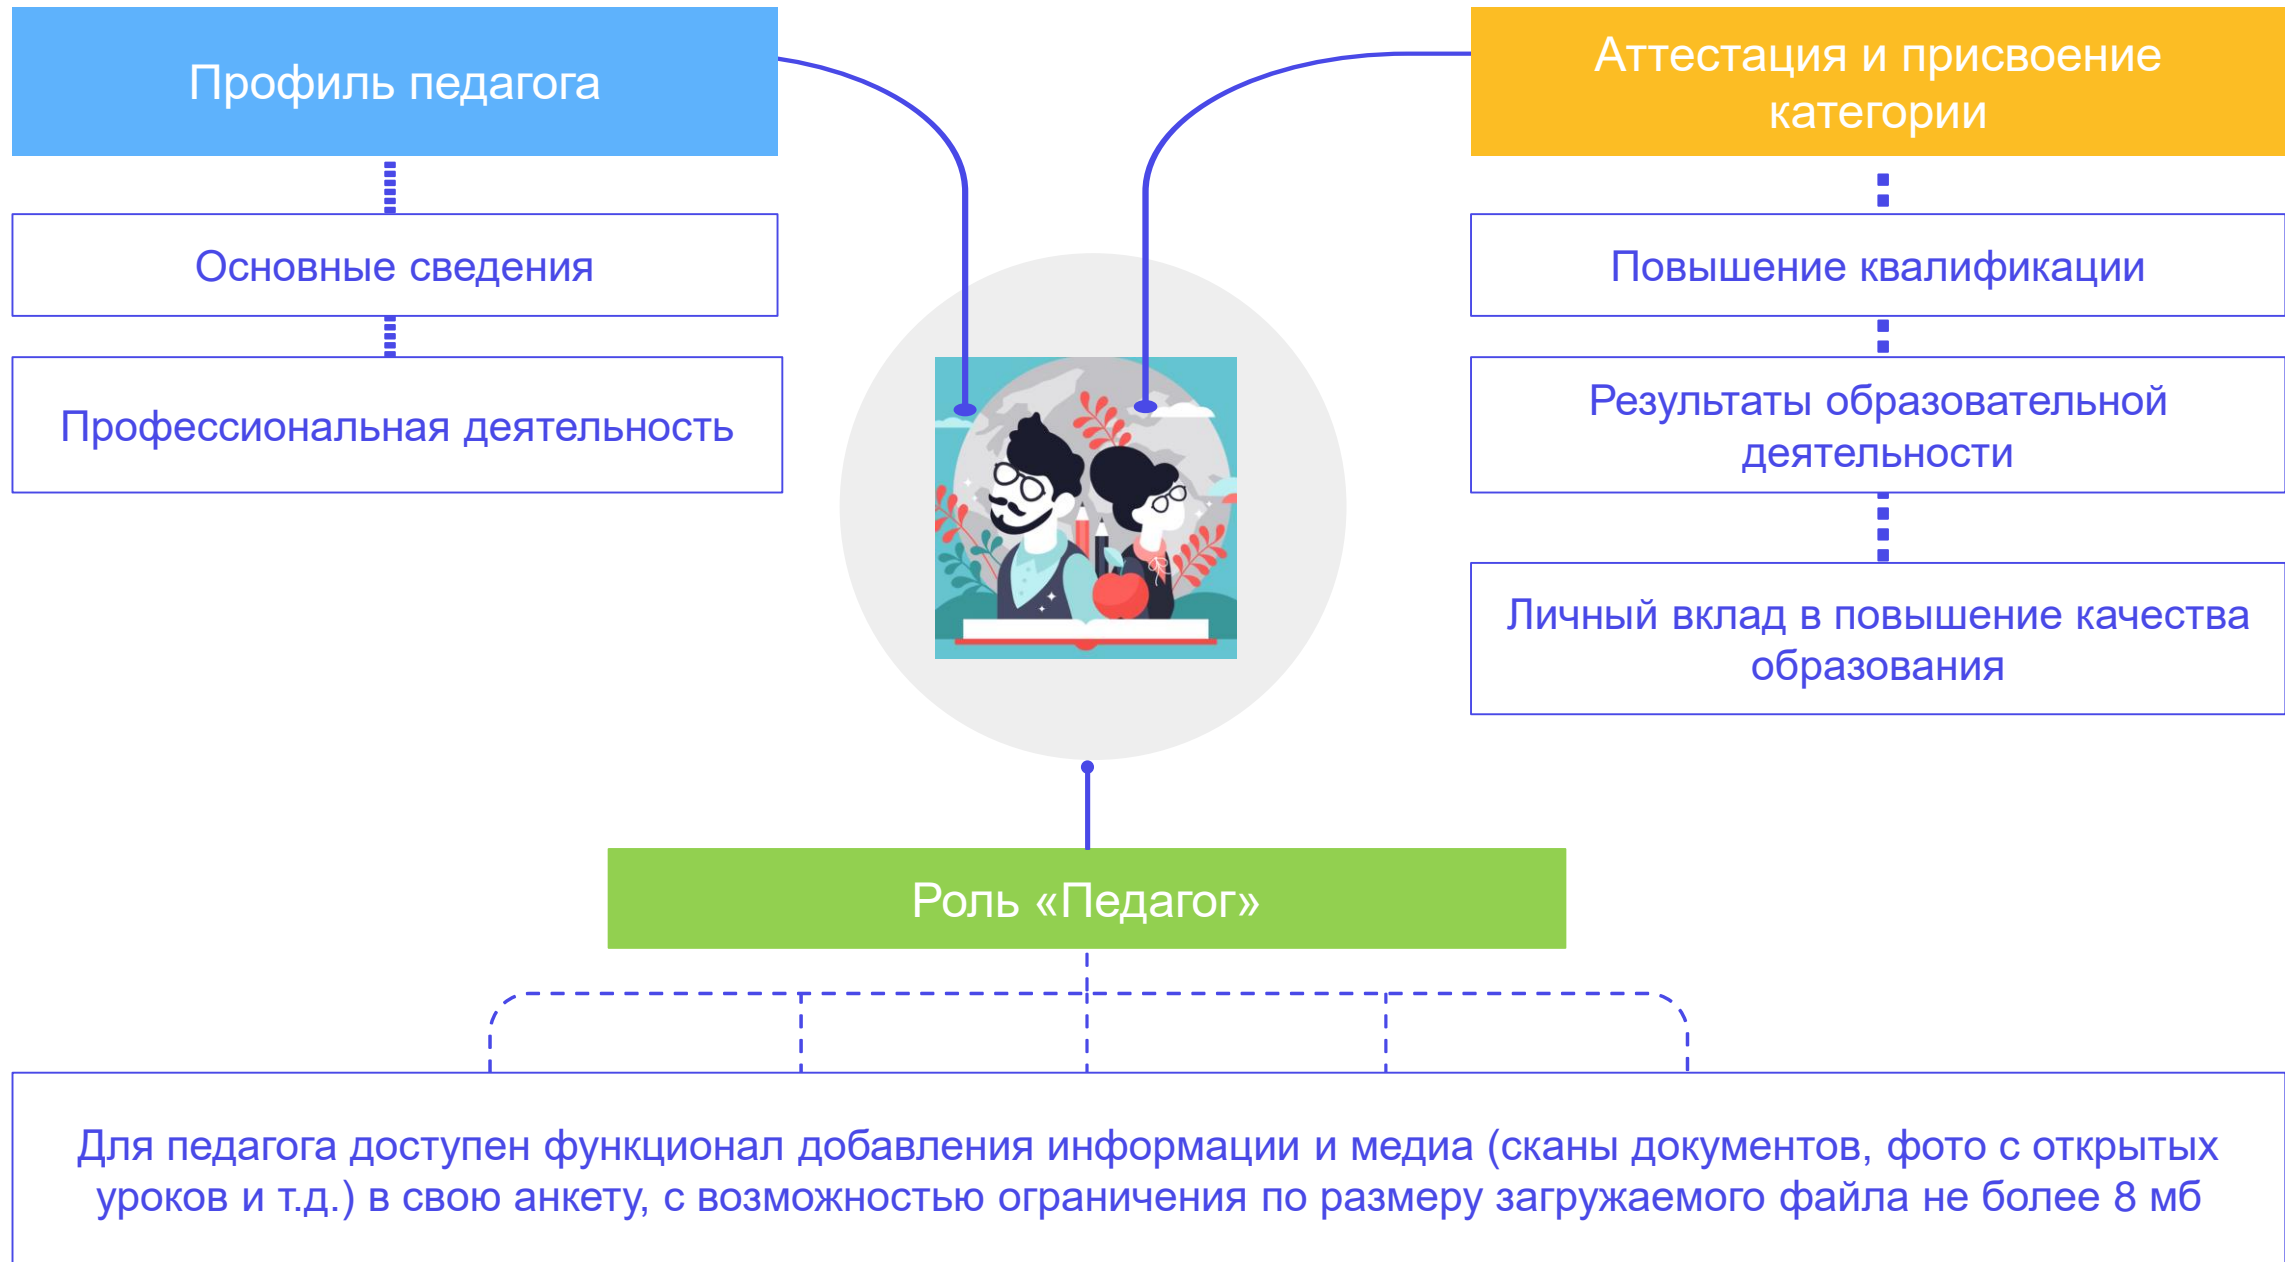 Профиль педагога
Основные сведения
Профессиональная деятельность
Аттестация и присвоение
категории
Повышение квалификации
Результаты образовательной
деятельности
Личный вклад в повышение качества
образования
Роль «Педагог»
Для педагога доступен функционал добавления информации и медиа (сканы документов, фото с открытых
уроков и т.д.) в свою анкету, с возможностью ограничения по размеру загружаемого файла не более 8 мб